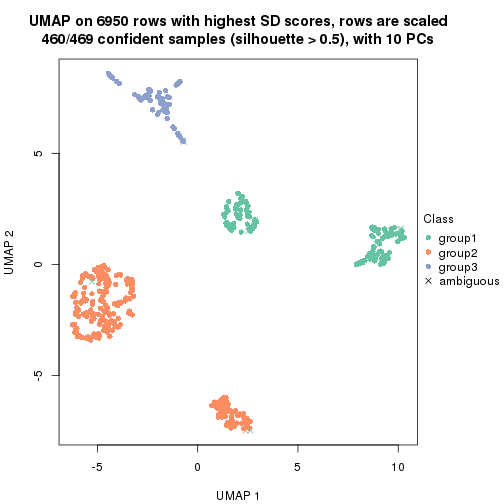 UMAP on 6950 rows with highest SD scores, rows are scaled
460/469 confident samples (silhouette > 0.5), with 10 PCs
5
0
-5
UMAP 2
-5
0
5
10
UMAP 1
Class
group1
group2
group3
ambiguous